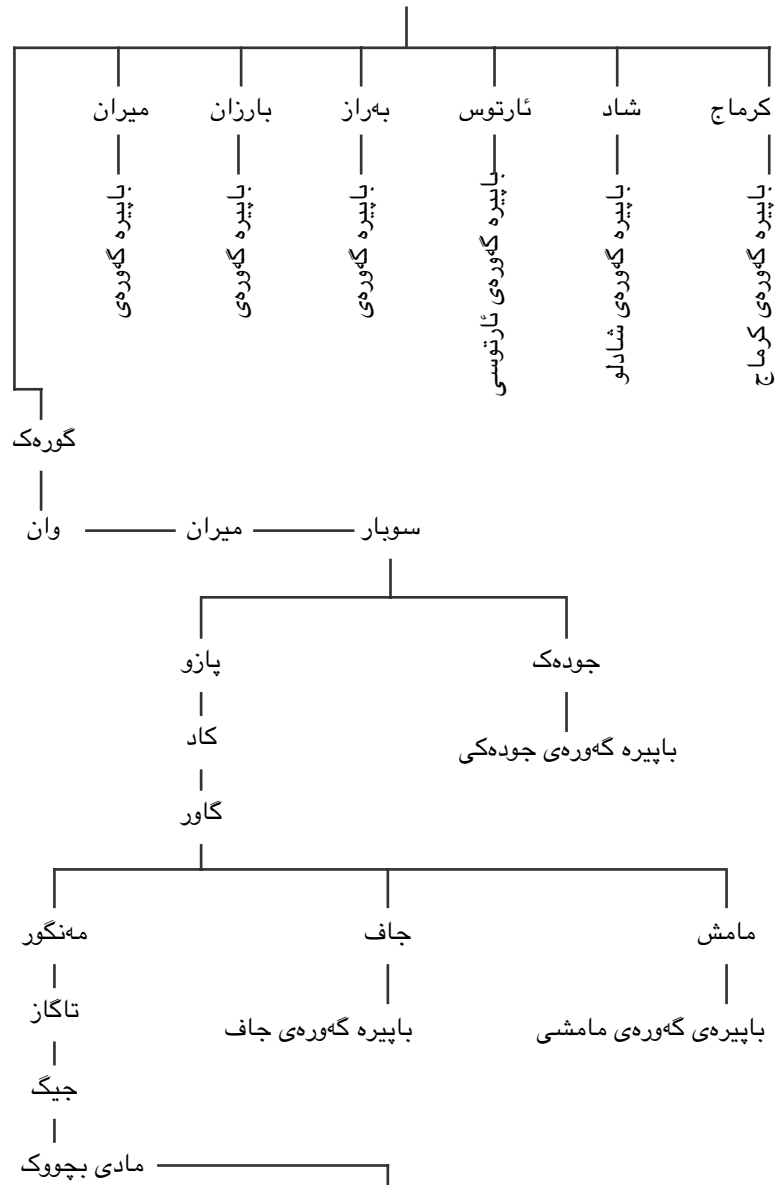 کرماج
شاد
ئارتوس
بەراز
بارزان
میران
باپیرە گەورەی کرماج
باپیرە گەورەی شادلو
باپیرە گەورەی ئارتوسی
باپیرە گەورەی
باپیرە گەورەی
باپیرە گەورەی
گورەک
سوبار
میران
وان
جودەک
پازو
باپیرە گەورەی جودەکی
کاد
گاور
مامش
جاف
مەنگور
باپیرەی گەورەی مامشی
باپیرە گەورەی جاف
تاگاز
جیگ
مادی بچووک